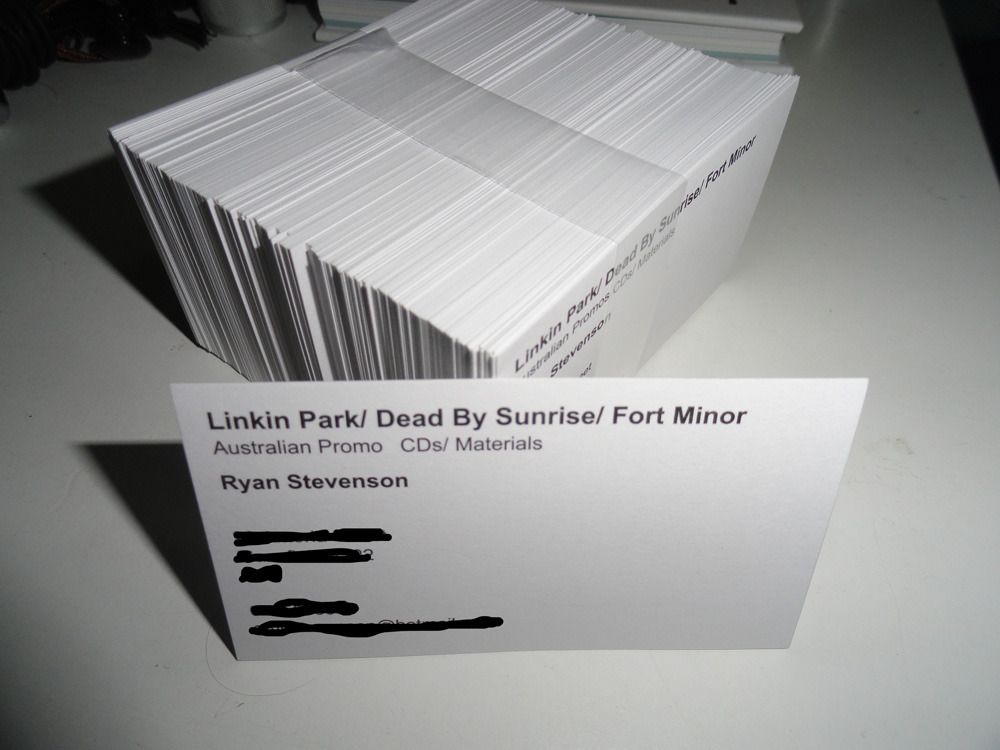 Linkin Park/ Dead By Sunrise/ Fort Minor
Australian Promos CDs/ Materials
Stevenson
Linkin Park/ Dead By Sunrise/ Fort Minor
Australian Promo CDs/ Materials
Ryan Stevenson
@hotmail